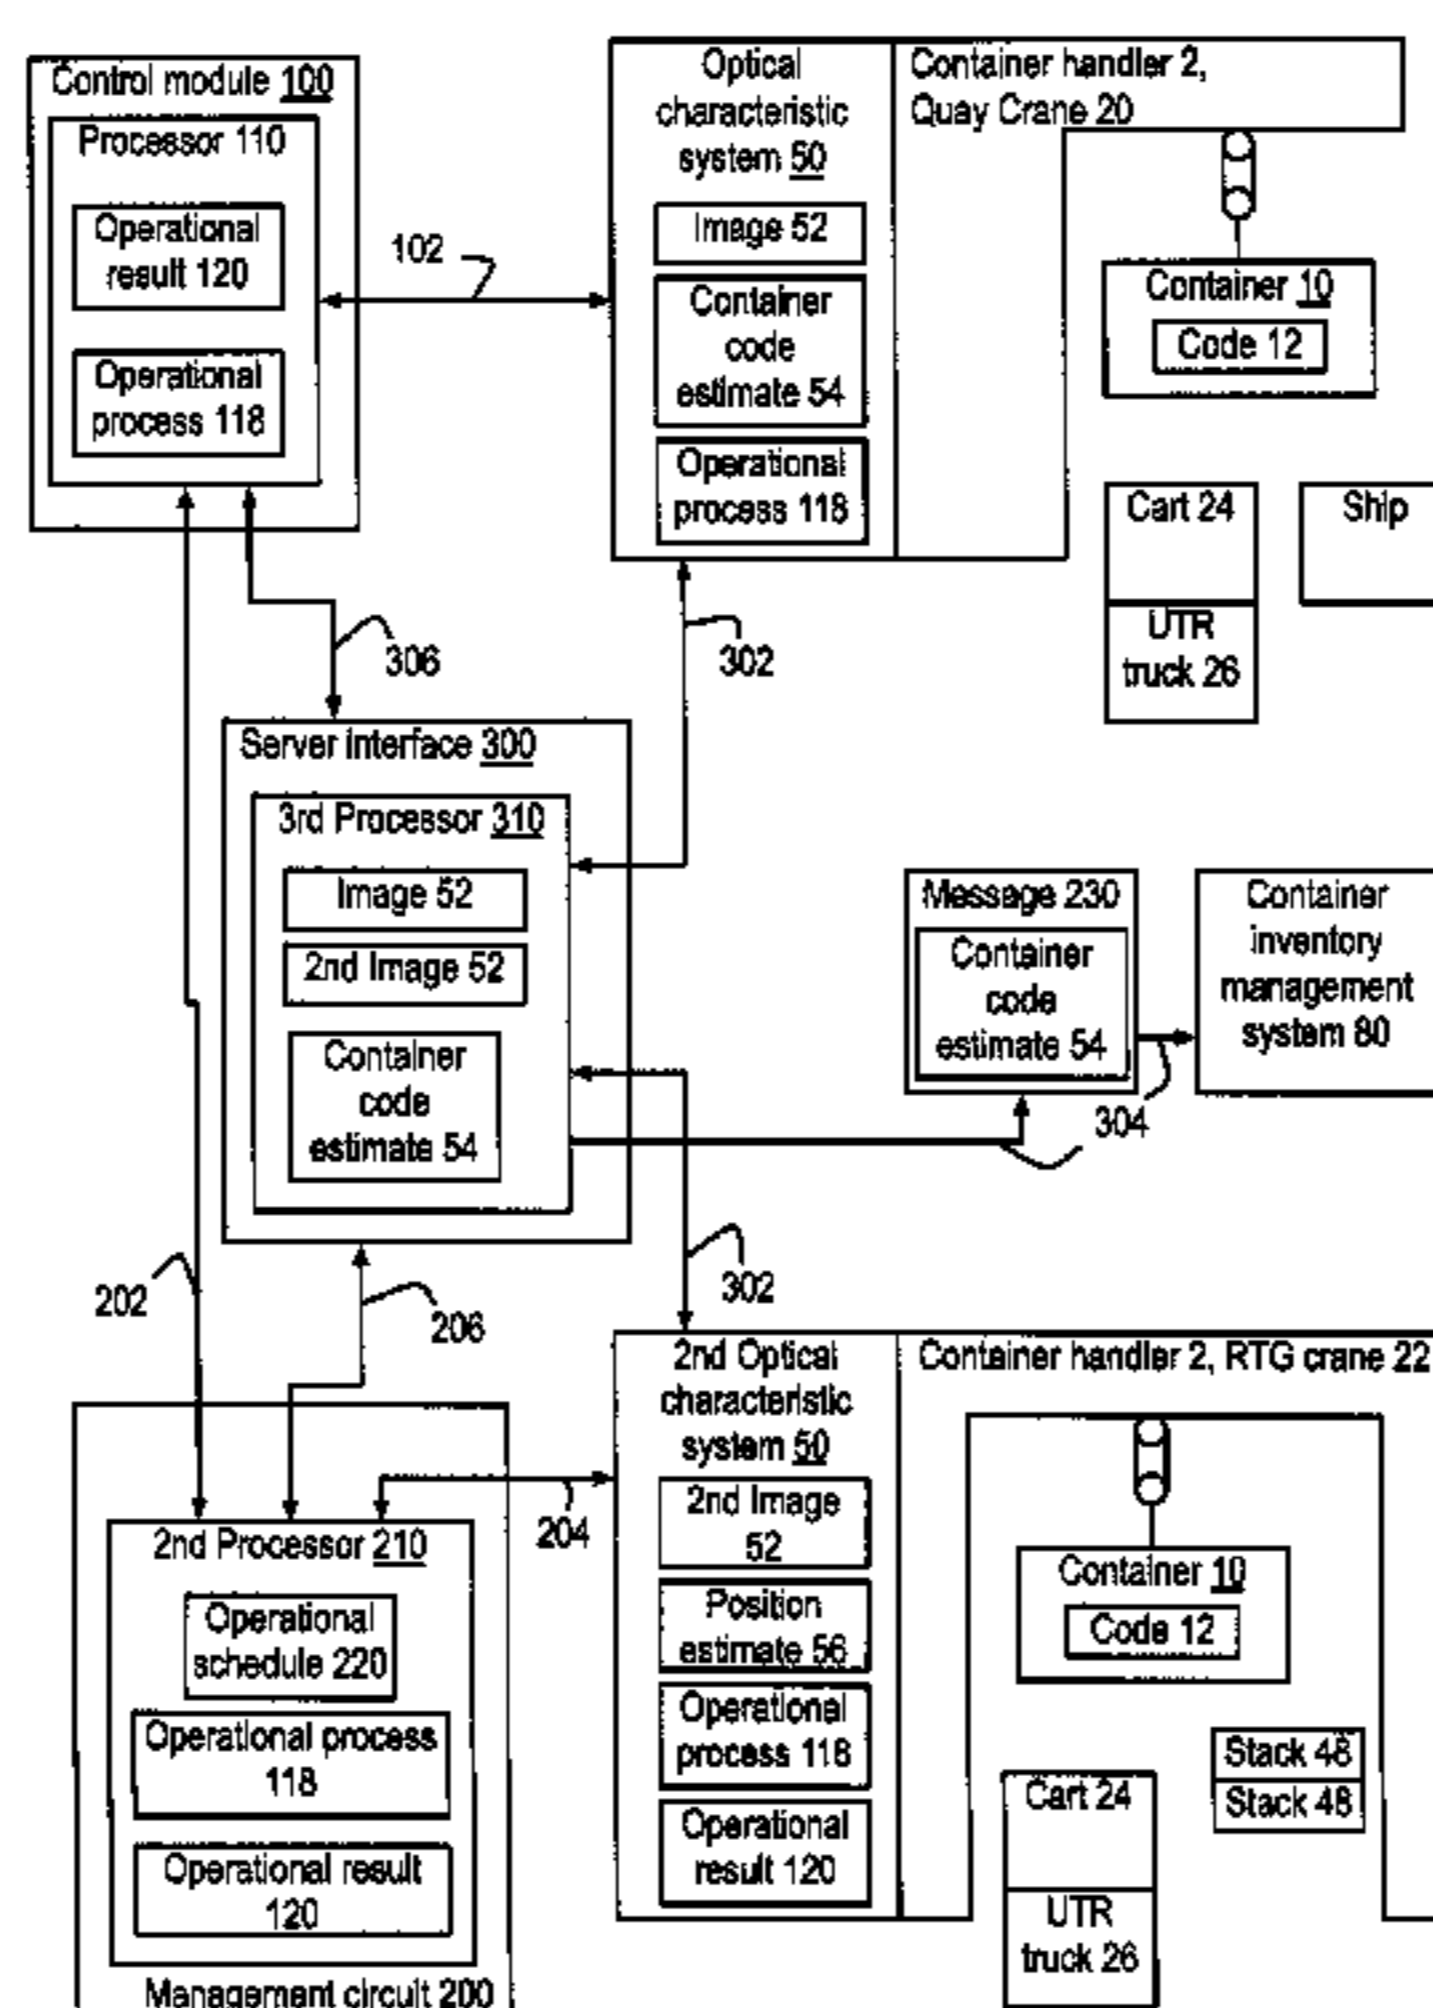 Control module 100
Processor 110
Operational
result 120
Operational
process 118
102
Optical
characteristic
system 50
Image 52
Container
code
estimate 54
Operational
process 118
Container handler 2,
Quay Crane 20
Container 10
Code 12
Cart 24
UTR
truck 26
Ship
306
302
Server Interface 300
3rd Processor 310
Image 52
2nd Image 52
Container
code
estimate 54
Message 230
Container
code
estimate 54
Container
inventory
management
system 80
304
202
206
302
204
2nd Processor 210
Operational
schedule 220
Operational process
118
Operational result
120
Management circuit 200
2nd Optical
characteristic
system 50
2nd Image
52
Position
estimate 56
Operational
process 118
Operational
result 120
Container handler 2, RTG crane 22
Container 10
Code 12
Stack 48
Stack 48
Cart 24
UTR
truck 26